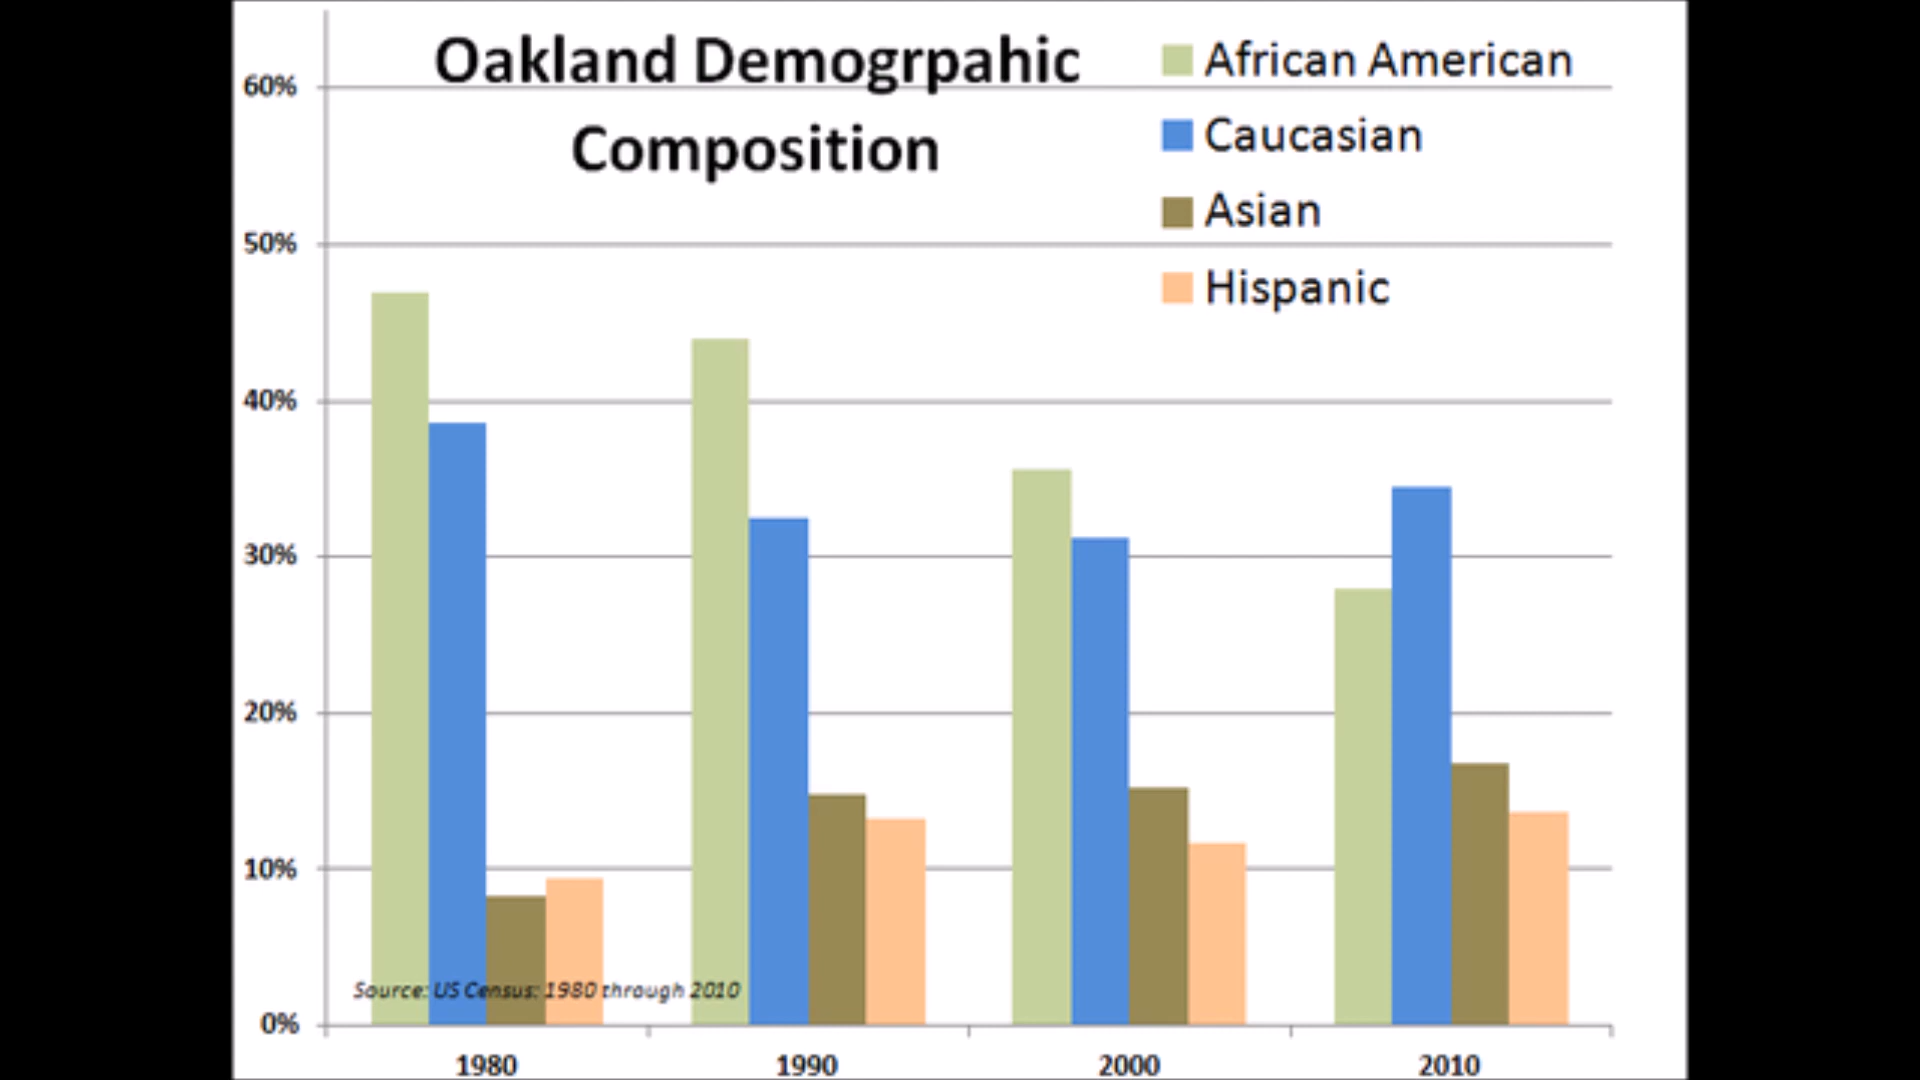 Oakland Demogrpahic
Composition
African American
Caucasian
Asian
Hispanic
60%
50%
40%
30%
20%
10%
0%
Source: US Census: 1980 through 2010
1980
1990
2000
2010